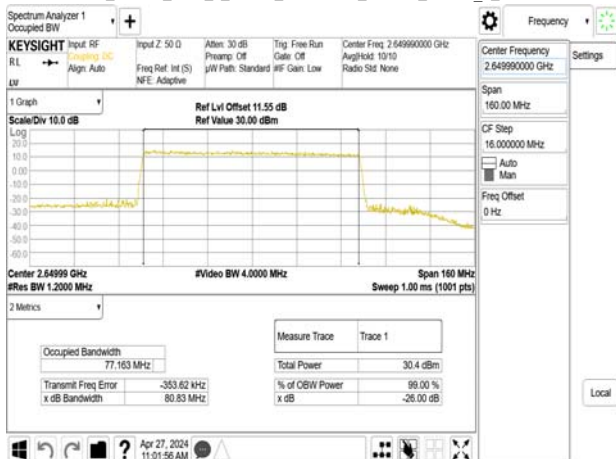 Spectrum Analyzer 1
Occupied BW
Frequency
KEYSIGHT
Input: RF
Coupling: DC
Align: Auto
Input Z: 50 Ω
Freq Ref: Int (S)
NFE: Adaptive
Atten: 30 dB
Preamp: Off
µW Path: Standard
Trig: Free Run
Gate: Off
#IF Gain: Low
Center Freq: 2.649990000 GHz
Avg|Hold: 10/10
Radio Std: None
RL
Center Frequency
2.649990000 GHz
Settings
Span
160.00 MHz
CF Step
16.000000 MHz
Auto
Man
Freq Offset
0 Hz
Local
1 Graph
Scale/Div 10.0 dB
Ref Lvl Offset 11.55 dB
Ref Value 30.00 dBm
Log
20.0
10.0
0.00
-10.0
-20.0
-30.0
-40.0
-50.0
-60.0
Center 2.64999 GHz
#Video BW 4.0000 MHz
Span 160 MHz
#Res BW 1.2000 MHz
Sweep 1.00 ms (1001 pts)
2 Metrics
Measure Trace
Trace 1
Occupied Bandwidth
77.163 MHz
Total Power
30.4 dBm
Transmit Freq Error
-353.62 kHz
% of OBW Power
99.00 %
x dB Bandwidth
80.83 MHz
x dB
-26.00 dB
?
Apr 27, 2024
11:01:56 AM